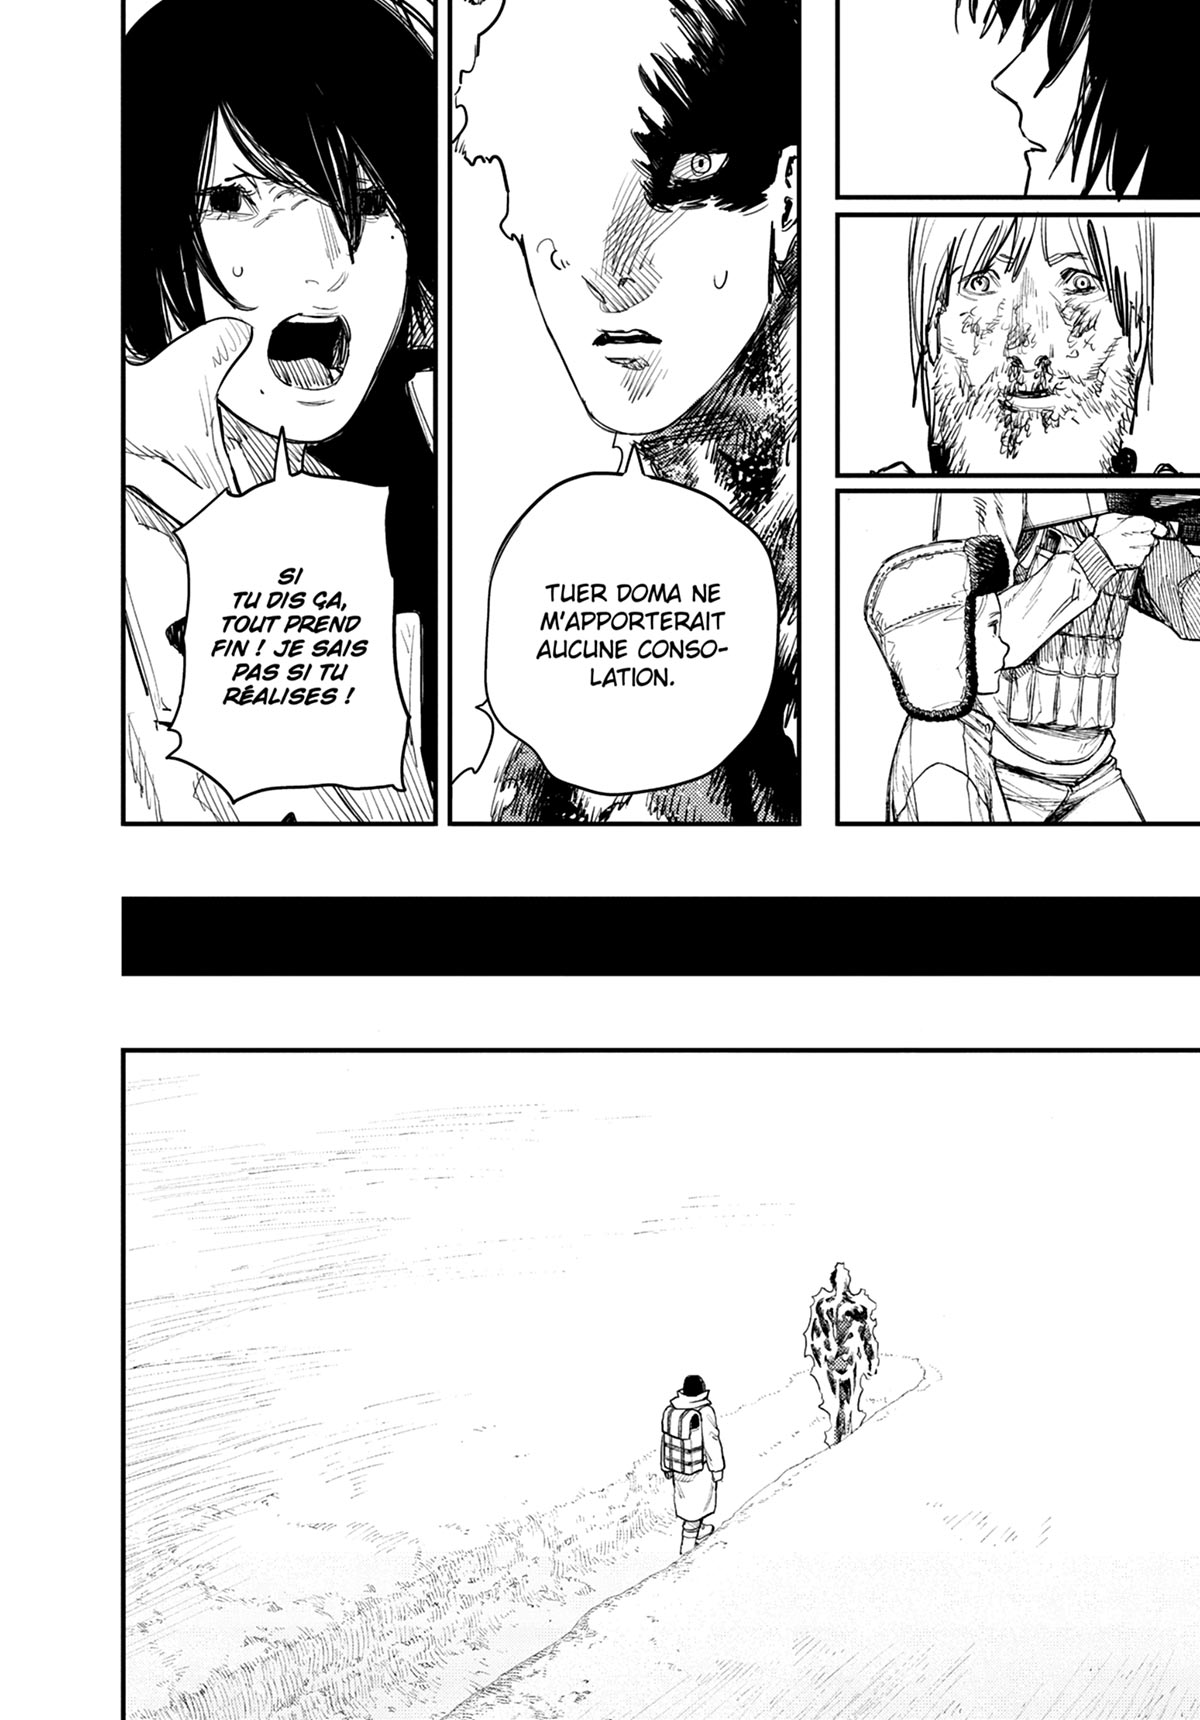 TUER DOMA NE
M'APPORTERAIT
AUCUNE CONSO-
LATION.
SI
TU DIS ÇA,
TOUT PREND
FIN ! JE SAIS
PAS SI TU
RÉALISES !